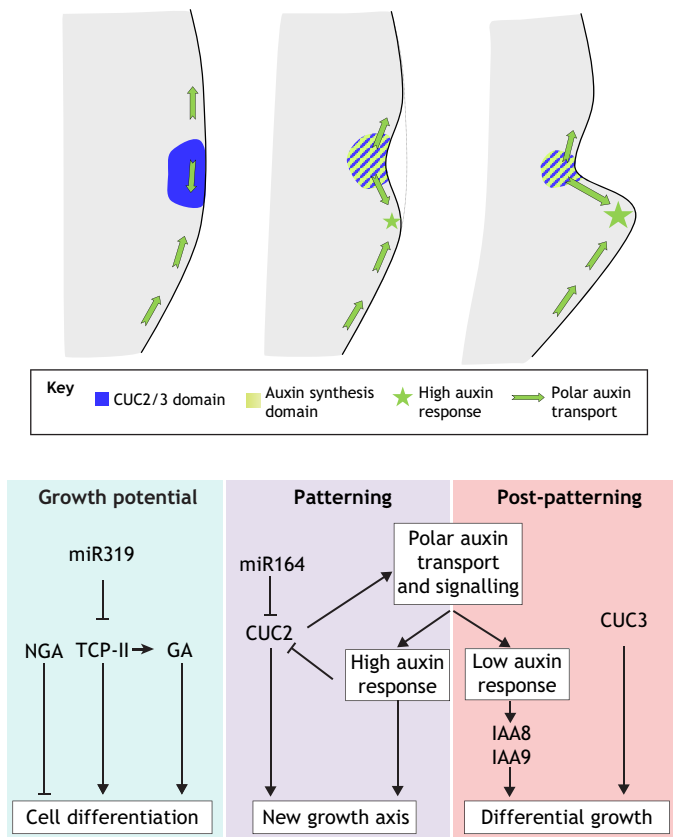 Key
CUC2/3 domain
Auxin synthesis
domain
High auxin
response
Polar auxin
transport
Growth potential
miR319
NGA
TCP-II
GA
Cell differentiation
Patterning
miR164
CUC2
Polar auxin
transport
and signalling
High auxin
response
New growth axis
Post-patterning
Low auxin
response
IAA8
IAA9
CUC3
Differential growth